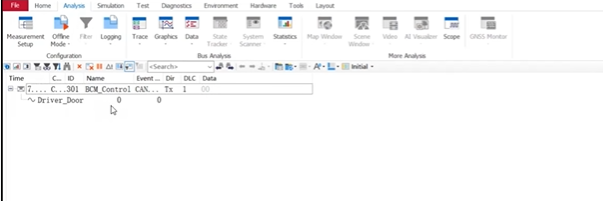 File Home Analysis Simulation Test Diagnostics Environment Hardware Tools Layout
Measurement Setup Offline Mode Filter Logging Trace Graphics Data State Tracker System Scanner Statistics Map Window Scene Window Video AI Visualizer Scope GNSS Monitor
Configuration Bus Analysis More Analysis
<Search> Initial
Time C... ID Name Event ... Dir DLC Data
7.... C...301 BCM_Control CAN... Tx 1 00
Driver_Door 0 0